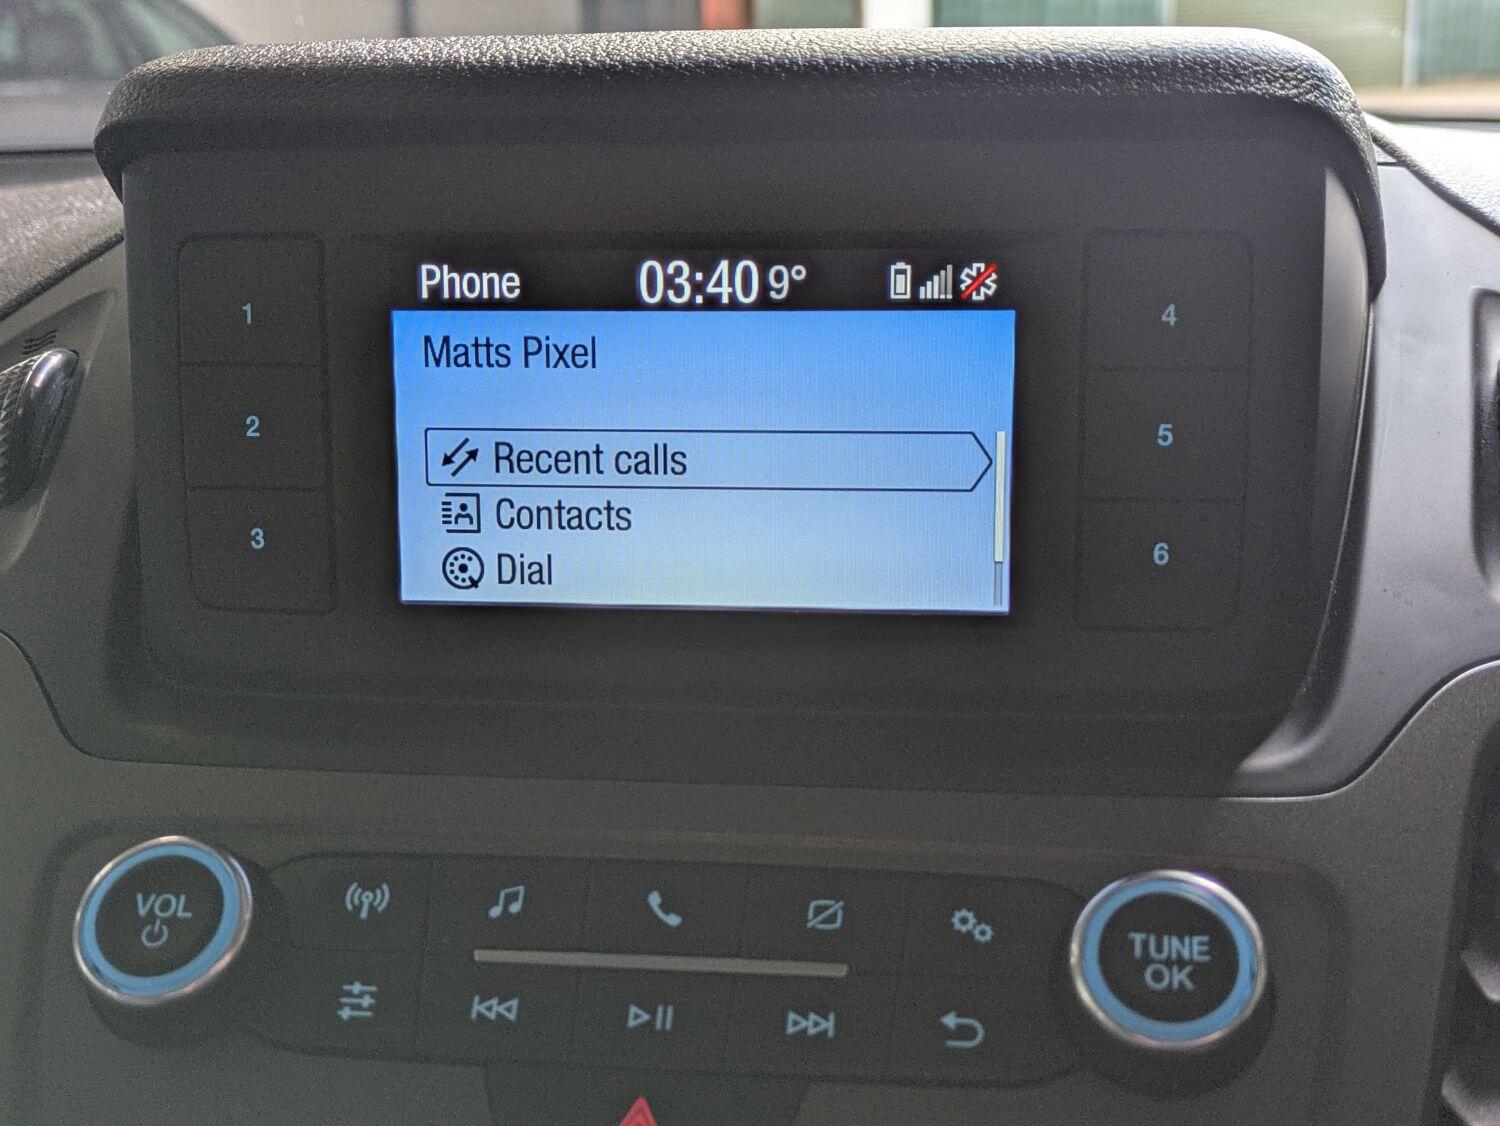 Phone 03:40 9°
Matts Pixel
Recent calls
Contacts
Dial
1
2
3
4
5
6
VOL
TUNE
OK